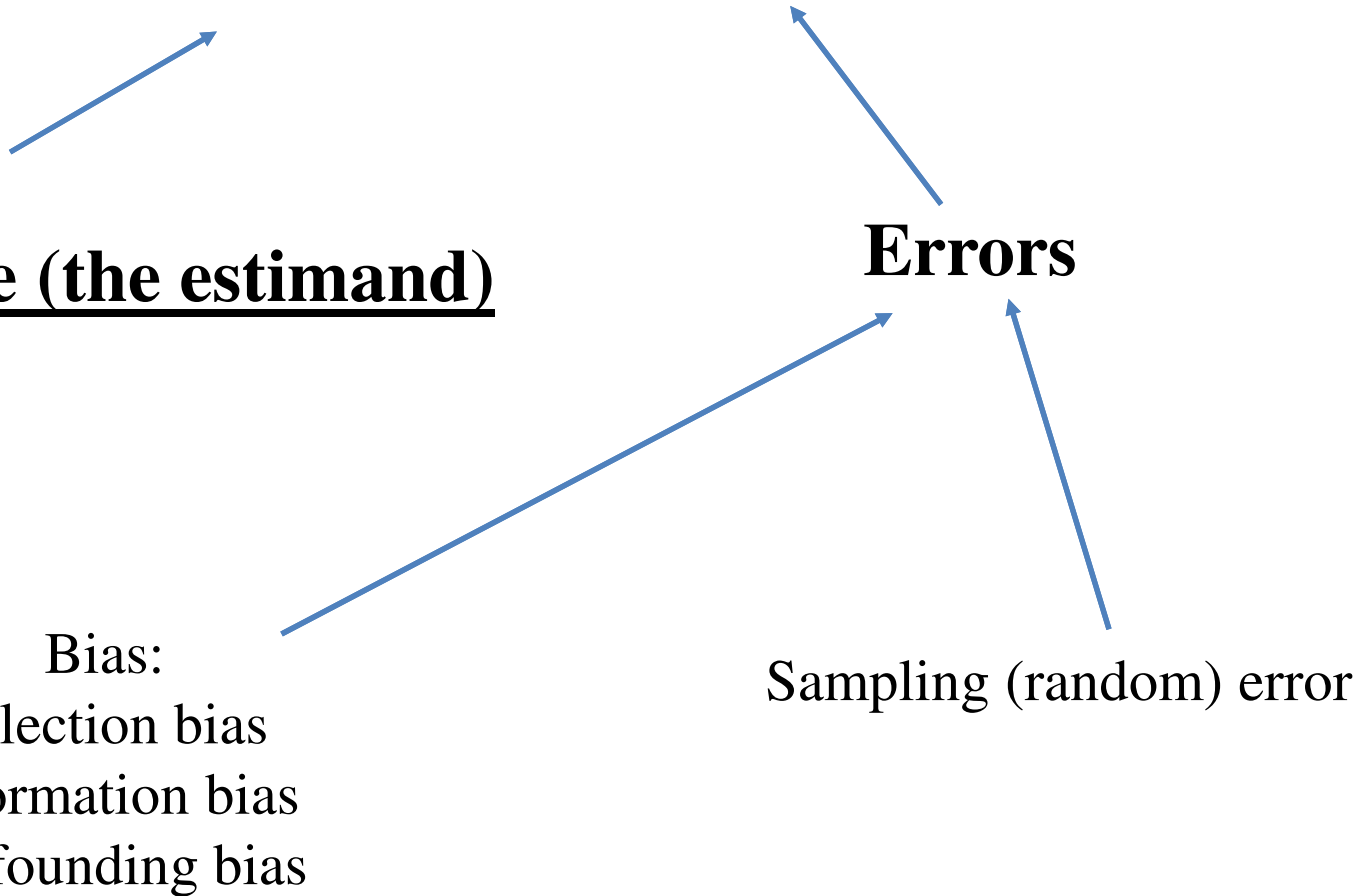 Errors
e (the estimand)
Bias:
Sampling (random) error
lection bias
ormation bias
founding bias